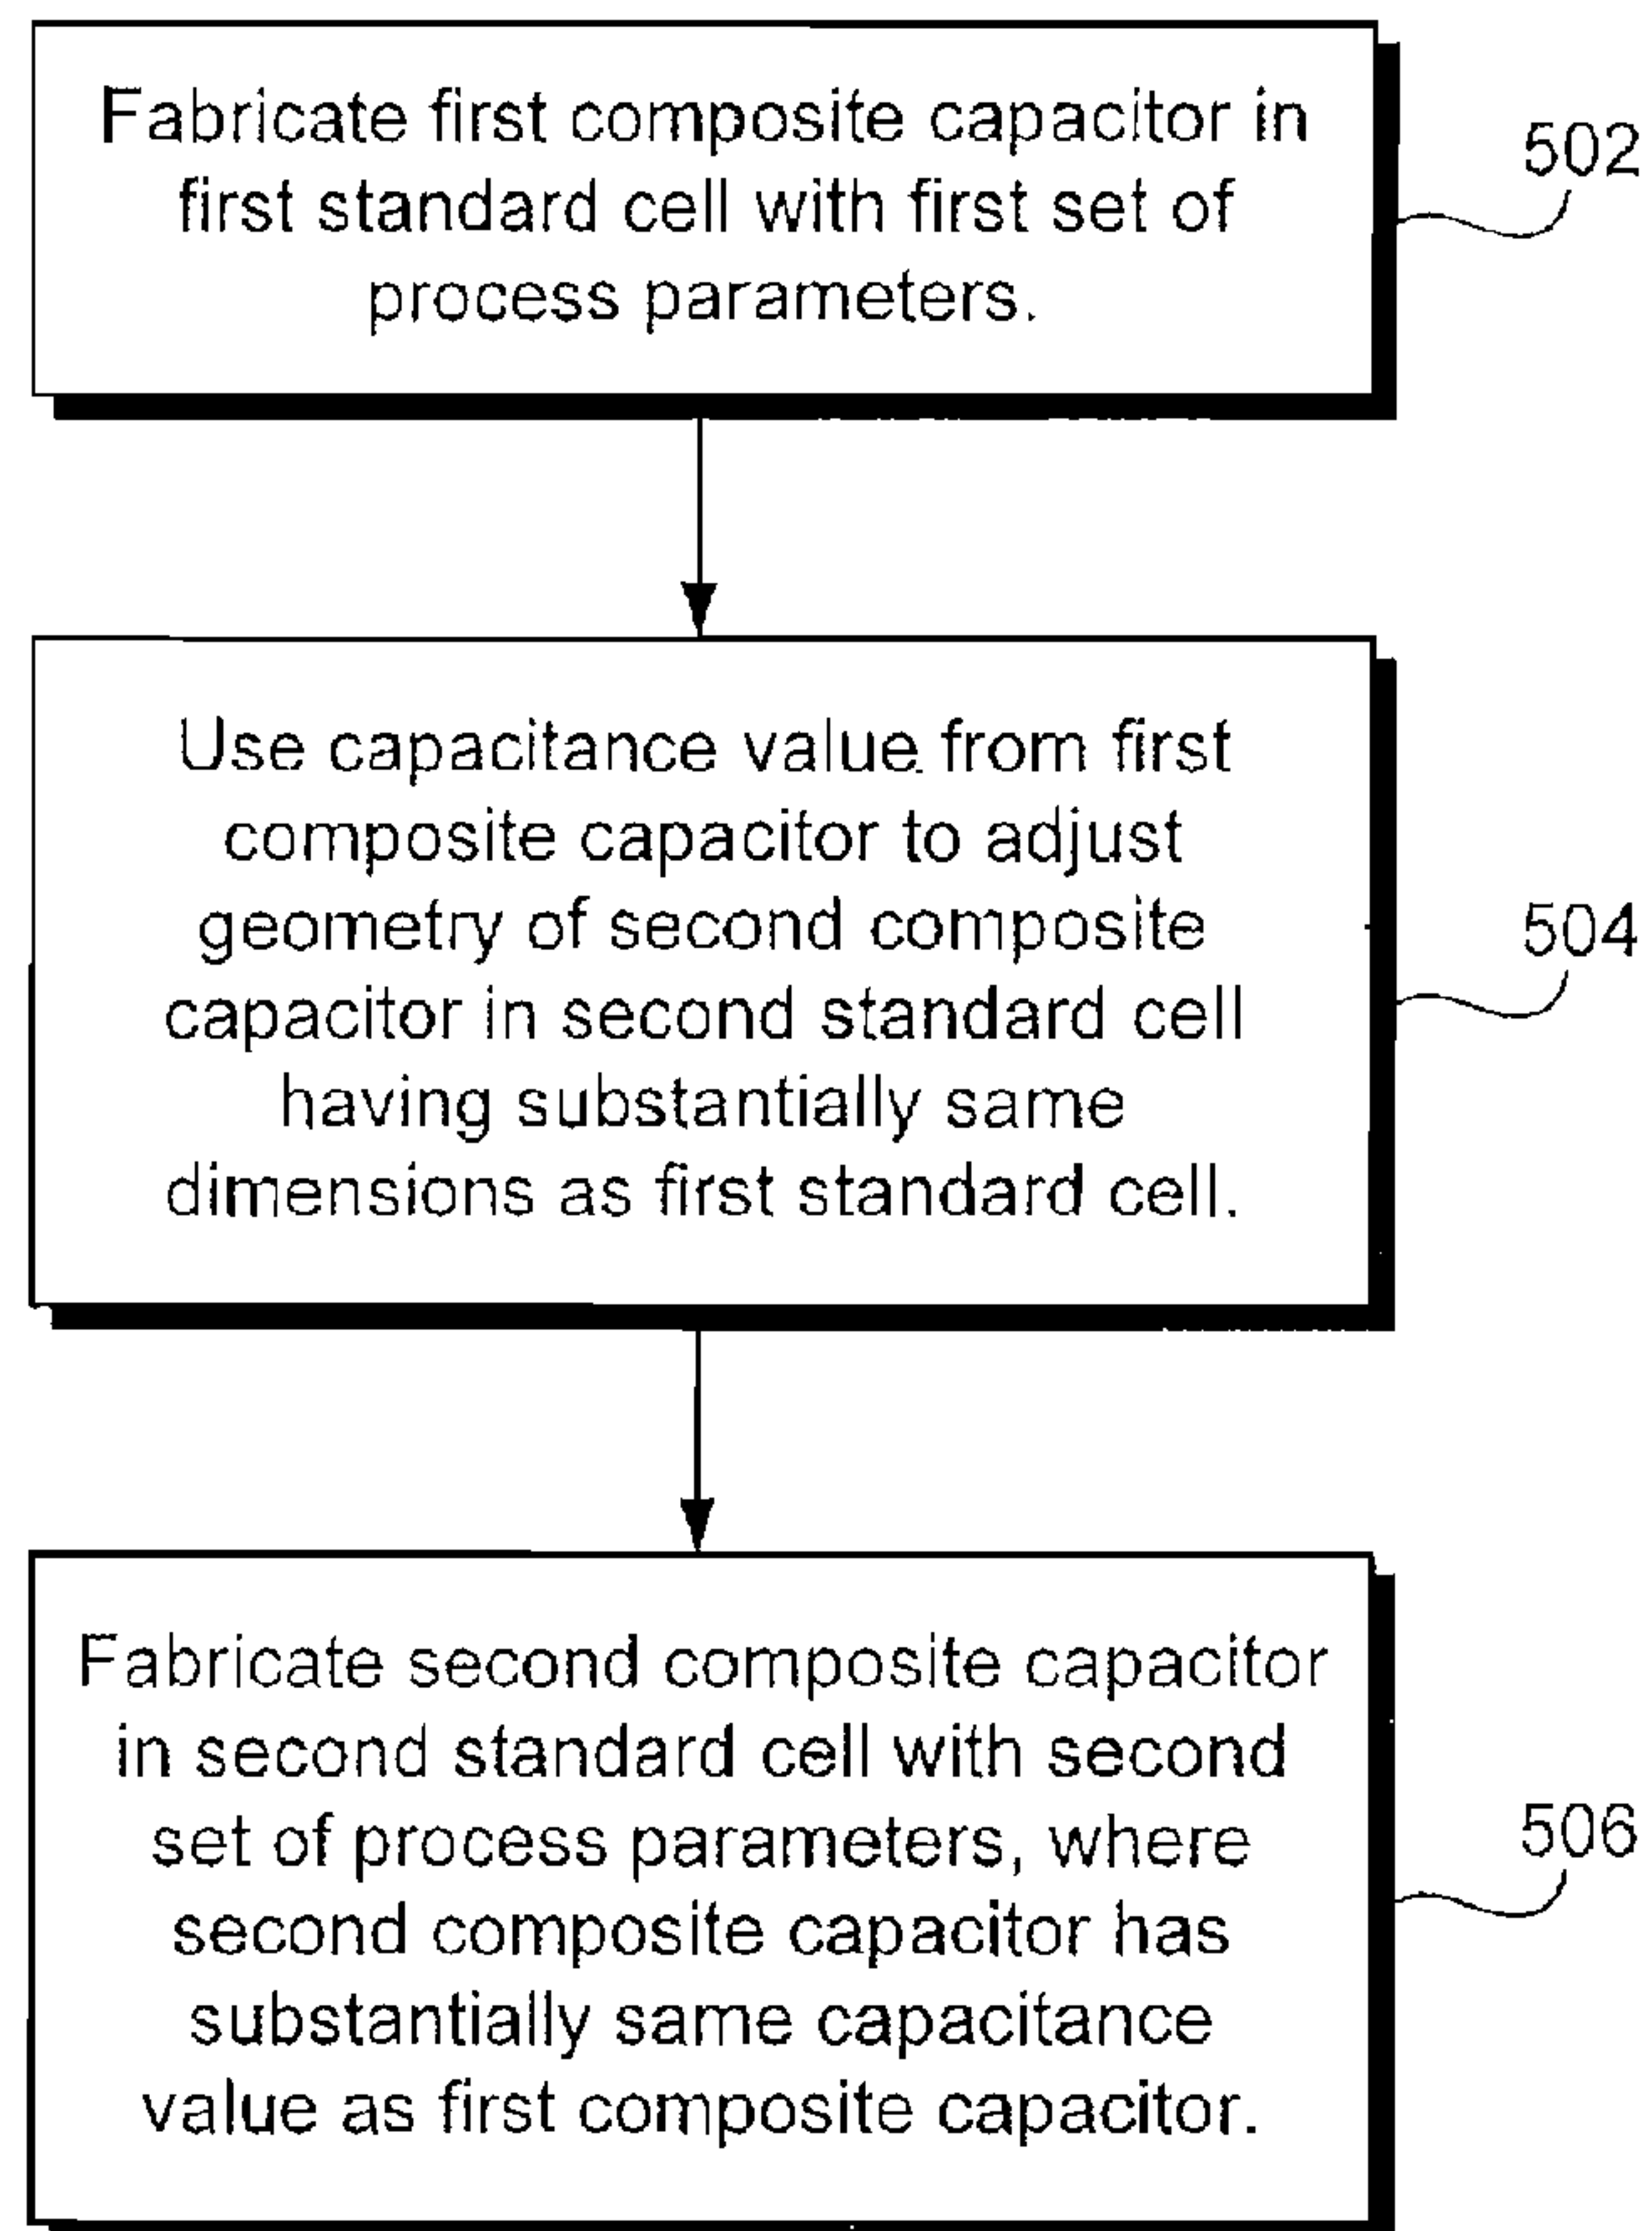 Fabricate first composite capacitor in
first standard cell with first set of
process parameters.
502
Use capacitance value from first
composite capacitor to adjust
geometry of second composite
capacitor in second standard cell
having substantially same
dimensions as first standard cell.
504
Fabricate second composite capacitor
in second standard cell with second
set of process parameters, where
second composite capacitor has
substantially same capacitance
value as first composite capacitor.
506